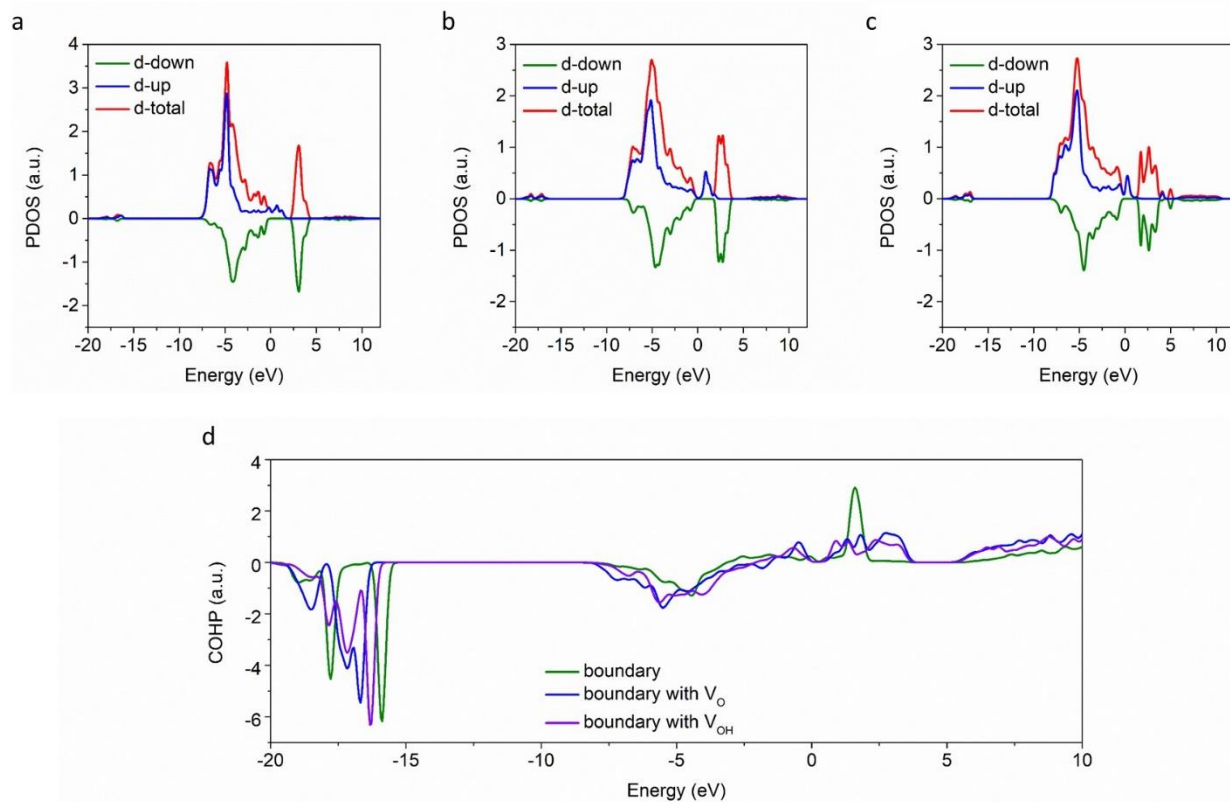 a
4
3
2
1
0
-1
-2
d-down
d-up
d-total
PDOS (a.u.)
-20 -15 -10 -5 0 5 10
Energy (eV)
b
3
2
1
0
-1
-2
d-down
d-up
d-total
PDOS (a.u.)
-20 -15 -10 -5 0 5 10
Energy (eV)
c
3
2
1
0
-1
-2
d-down
d-up
d-total
PDOS (a.u.)
-20 -15 -10 -5 0 5 10
Energy (eV)
d
4
2
0
-2
-4
-6
COHP (a.u.)
boundary
boundary with V_O
boundary with V_OH
-20 -15 -10 -5 0 5 10
Energy (eV)